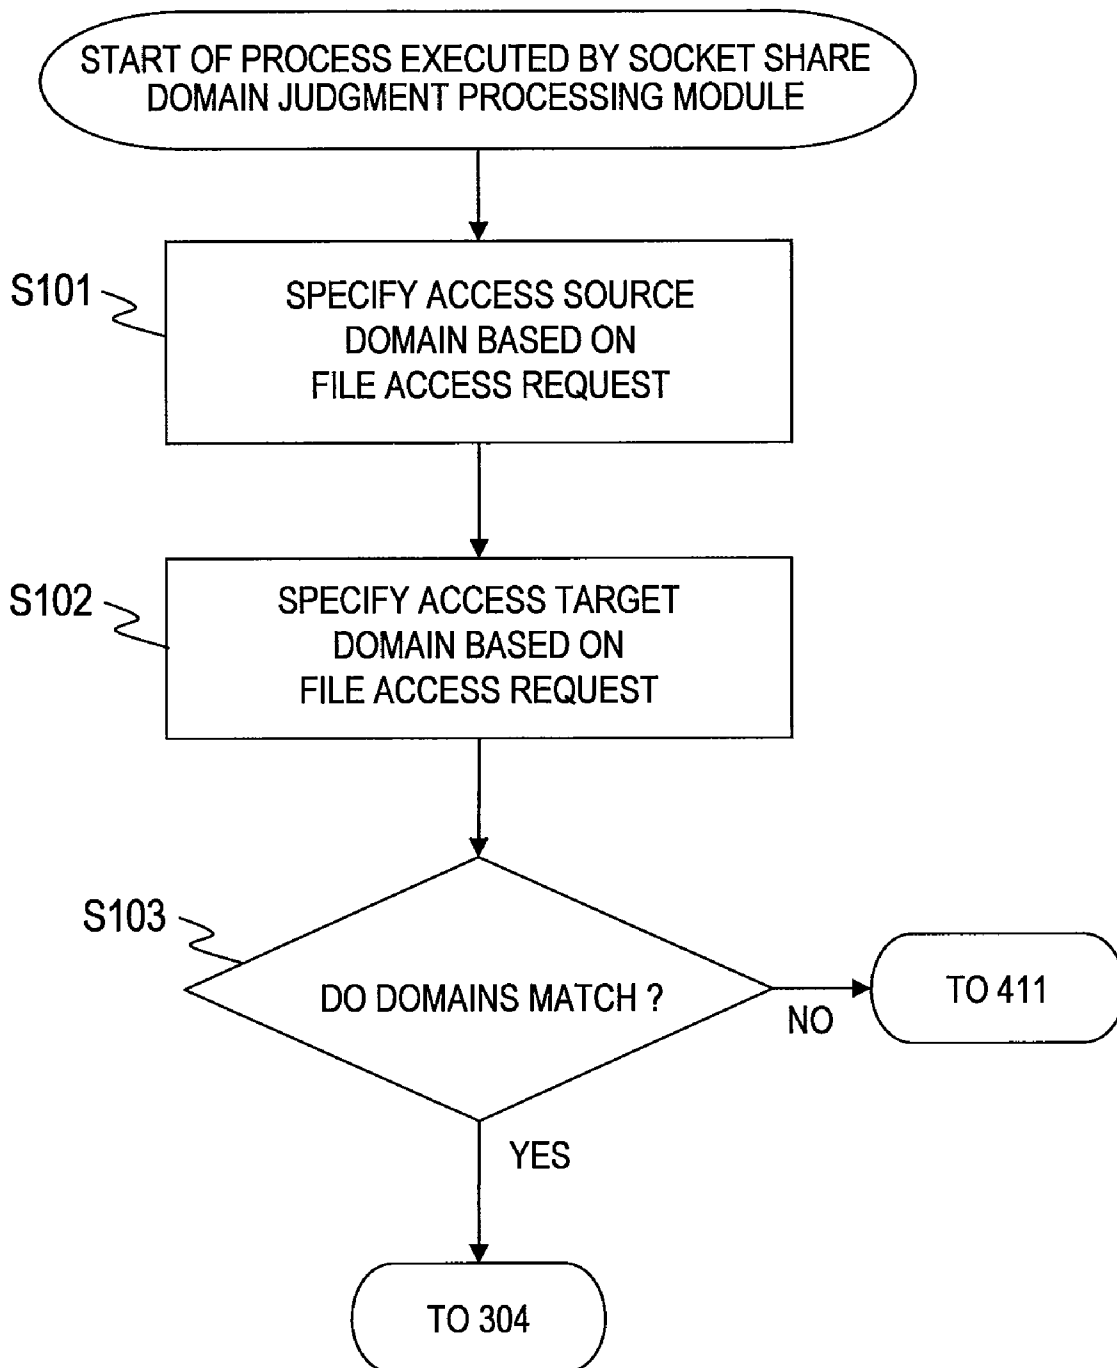 START OF PROCESS EXECUTED BY SOCKET SHARE
DOMAIN JUDGMENT PROCESSING MODULE
S101
SPECIFY ACCESS SOURCE
DOMAIN BASED ON
FILE ACCESS REQUEST
S102
SPECIFY ACCESS TARGET
DOMAIN BASED ON
FILE ACCESS REQUEST
S103
DO DOMAINS MATCH ?
NO
TO 411
YES
TO 304